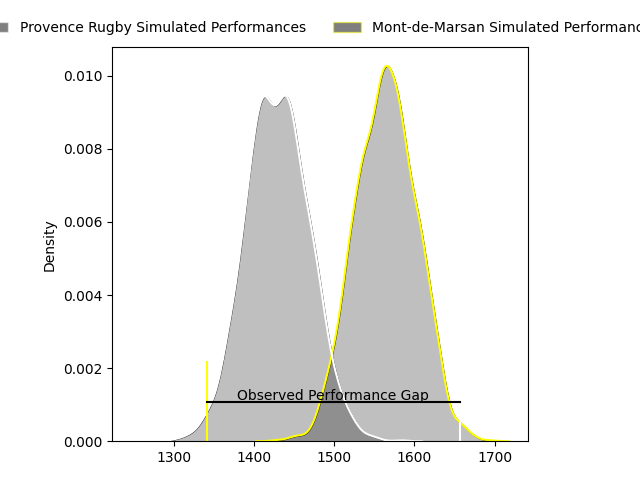 Provence Rugby Simulated Performances
Mont-de-Marsan Simulated
0.010
0.008
0.006
0.004
0.002
0.000
Density
Observed Performance Gap
1300 1400 1500 1600 1700